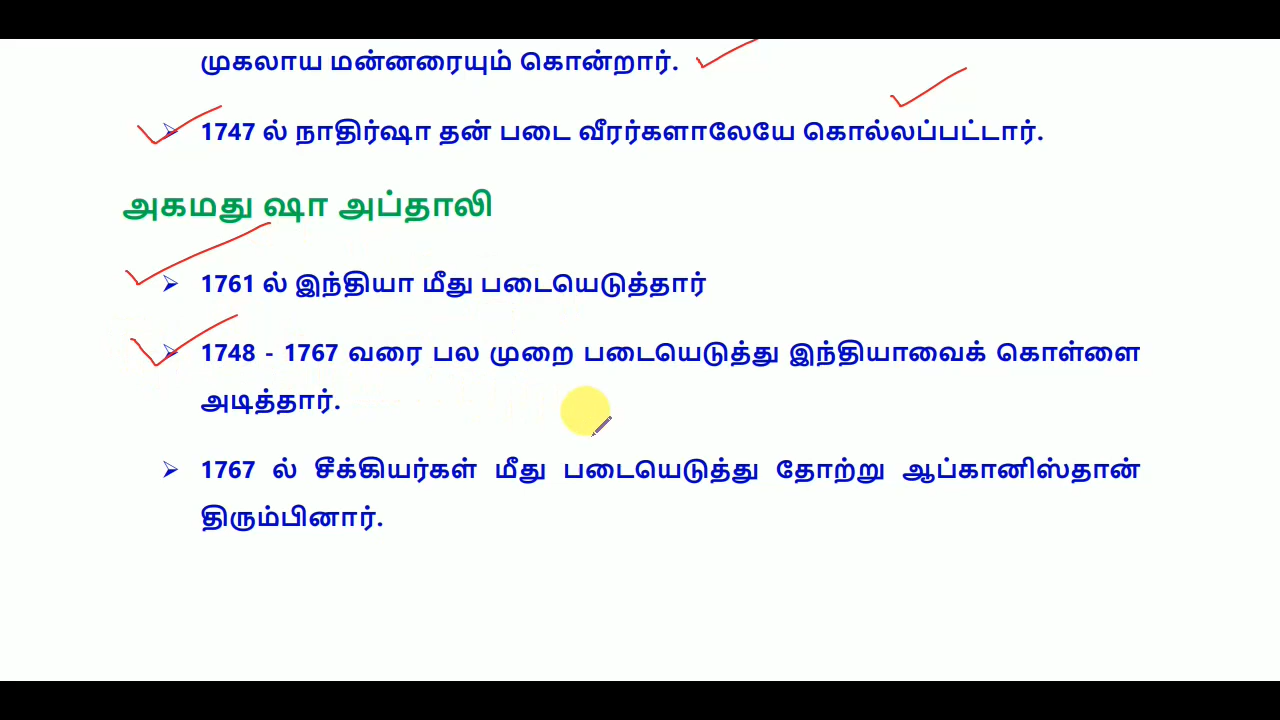 முகலாய மன்னரையும் கொன்றார்.
1747 ல் நாதிர்ஷா தன் படை வீரர்களாலேயே கொல்லப்பட்டார்.
அகமது ஷா அப்தாலி
1761 ல் இந்தியா மீது படையெடுத்தார்
1748 - 1767 வரை பல முறை படையெடுத்து இந்தியாவைக் கொள்ளை
அடித்தார்.
1767 ல் சீக்கியர்கள் மீது படையெடுத்து தோற்று ஆப்கானிஸ்தான்
திரும்பினார்.